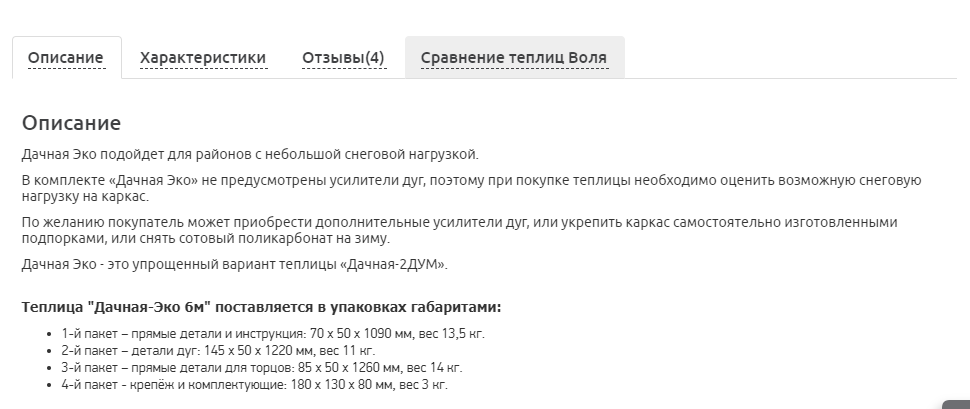 Описание
Характеристики
Отзывы(4)
Сравнение теплиц Воля
Описание
Дачная Эко подойдет для районов с небольшой снеговой нагрузкой.
В комплекте «Дачная Эко» не предусмотрены усилители дуг, поэтому при покупке теплицы необходимо оценить возможную снеговую
нагрузку на каркас.
По желанию покупатель может приобрести дополнительные усилители дуг, или укрепить каркас самостоятельно изготовленными
подпорками, или снять сотовый поликарбонат на зиму.
Дачная Эко - это упрощенный вариант теплицы «Дачная-2ДУМ».
Теплица "Дачная-Эко 6м" поставляется в упаковках габаритами:
• 1-й пакет – прямые детали и инструкция: 70 х 50 х 1090 мм, вес 13,5 кг.
• 2-й пакет – детали дуг: 145 х 50 х 1220 мм, вес 11 кг.
• 3-й пакет – прямые детали для торцов: 85 х 50 х 1260 мм, вес 14 кг.
• 4-й пакет - крепёж и комплектующие: 180 х 130 х 80 мм, вес 3 кг.